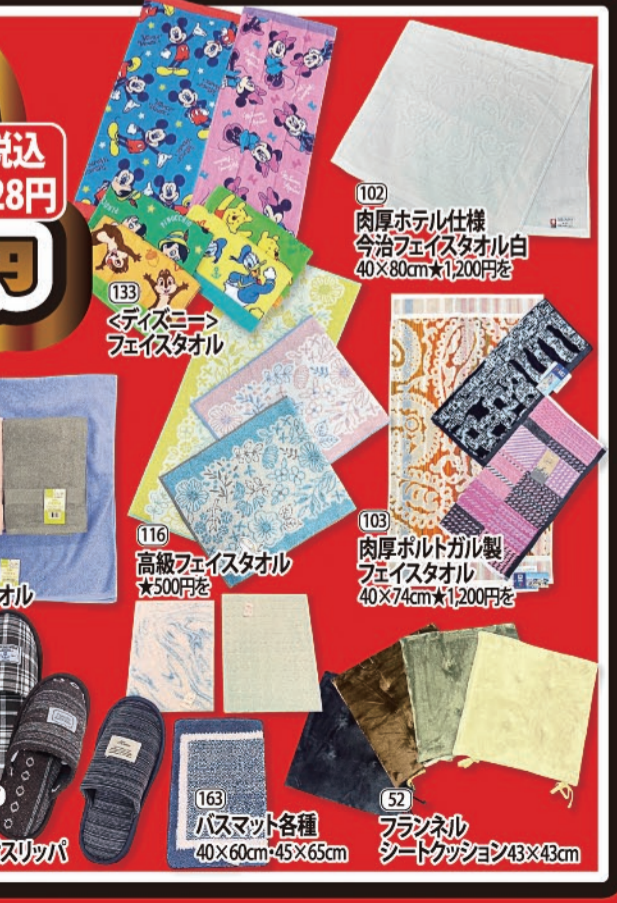 税込
28円
円
102
肉厚ホテル仕様
今治フェイスタオル白
40×80cm★1,200円を
133
<ディズニー>
フェイスタオル
116
高級フェイスタオル
★500円を
103
肉厚ポルトガル製
フェイスタオル
40×74cm★1,200円を
オル
163
バスマット各種
40×60cm・45×65cm
52
フランネル
シートクッション43×43cm
スリッパ